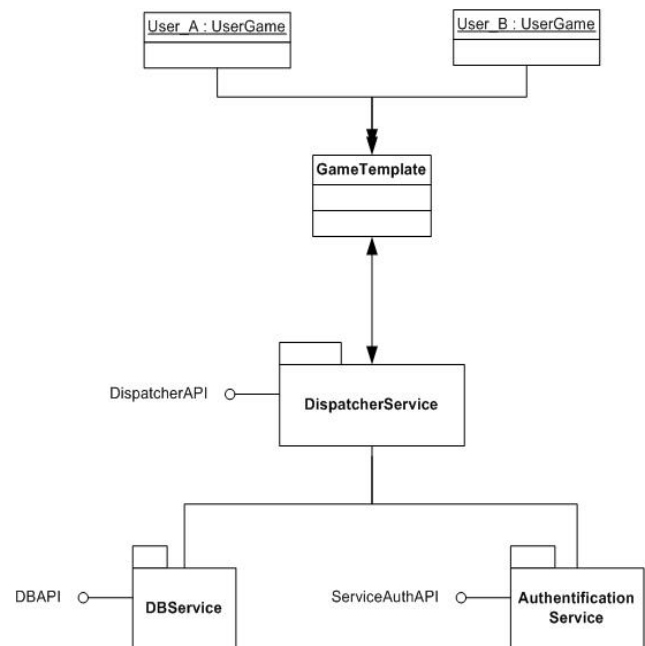 User_A : UserGame
User_B : UserGame
GameTemplate
DispatcherAPI
DispatcherService
DBAPI
DBService
ServiceAuthAPI
Authentification
Service